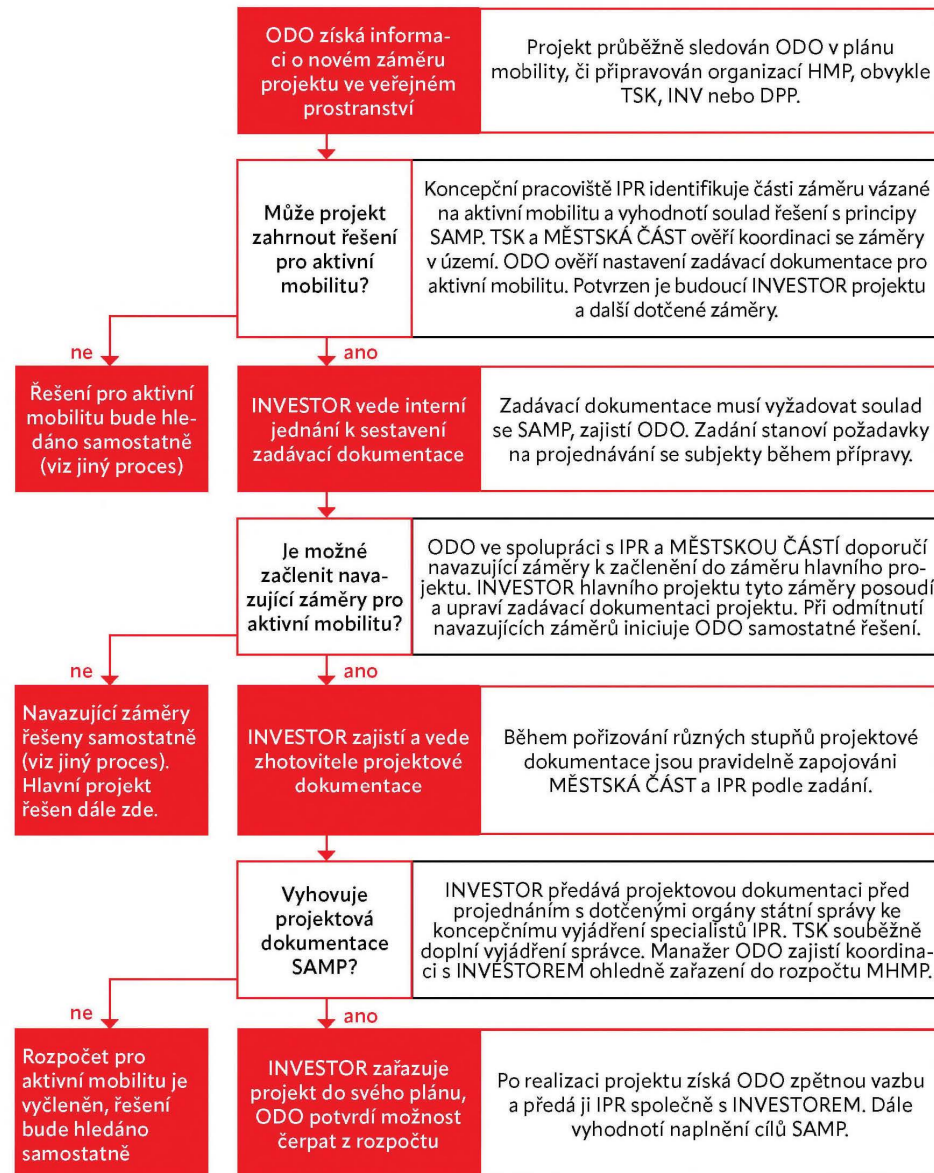 ODO získá informa-
ci o novém záměru
projektu ve veřejném
prostranství
Projekt průběžně sledován ODO v plánu
mobility, či připravován organizací HMP, obvykle
TSK, INV nebo DPP.
Může projekt
zahrnout řešení
pro aktivní
mobilitu?
Koncepční pracoviště IPR identifikuje části záměru vázané
na aktivní mobilitu a vyhodnotí soulad řešení s principy
SAMP. TSK a MĚSTSKÁ ČÁST ověří koordinaci se záměry
v území. ODO ověří nastavení zadávací dokumentace pro
aktivní mobilitu. Potvrzen je budoucí INVESTOR projektu
a další dotčené záměry.
ne
ano
Řešení pro aktivní
mobilitu bude hle-
dáno samostatně
(viz jiný proces)
INVESTOR vede interní
jednání k sestavení
zadávací dokumentace
Zadávací dokumentace musí vyžadovat soulad
se SAMP, zajistí ODO. Zadání stanoví požadavky
na projednávání se subjekty během přípravy.
Je možné
začlenit nava-
zující záměry pro
aktivní mobilitu?
ODO ve spolupráci s IPR a MĚSTSKOU ČÁSTÍ doporučí
navazující záměry k začlenění do záměru hlavního pro-
jektu. INVESTOR hlavního projektu tyto záměry posoudí
a upraví zadávací dokumentaci projektu. Při odmítnutí
navazujících záměrů iniciuje ODO samostatné řešení.
ne
ano
Navazující záměry
řešeny samostatně
(viz jiný proces).
Hlavní projekt
řešen dále zde.
INVESTOR zajistí a vede
zhotovitele projektové
dokumentace
Během pořizování různých stupňů projektové
dokumentace jsou pravidelně zapojováni
MĚSTSKÁ ČÁST a IPR podle zadání.
Vyhovuje
projektová
dokumentace
SAMP?
INVESTOR předává projektovou dokumentaci před
projednáním s dotčenými orgány státní správy ke
koncepčnímu vyjádření specialistů IPR. TSK souběžně
doplní vyjádření správce. Manažer ODO zajistí koordina-
ci s INVESTOREM ohledně zařazení do rozpočtu MHMP.
ne
ano
Rozpočet pro
aktivní mobilitu je
vyčleněn, řešení
bude hledáno
samostatně
INVESTOR zařazuje
projekt do svého plánu,
ODO potvrdí možnost
čerpat z rozpočtu
Po realizaci projektu získá ODO zpětnou vazbu
a předá ji IPR společně s INVESTOREM. Dále
vyhodnotí naplnění cílů SAMP.